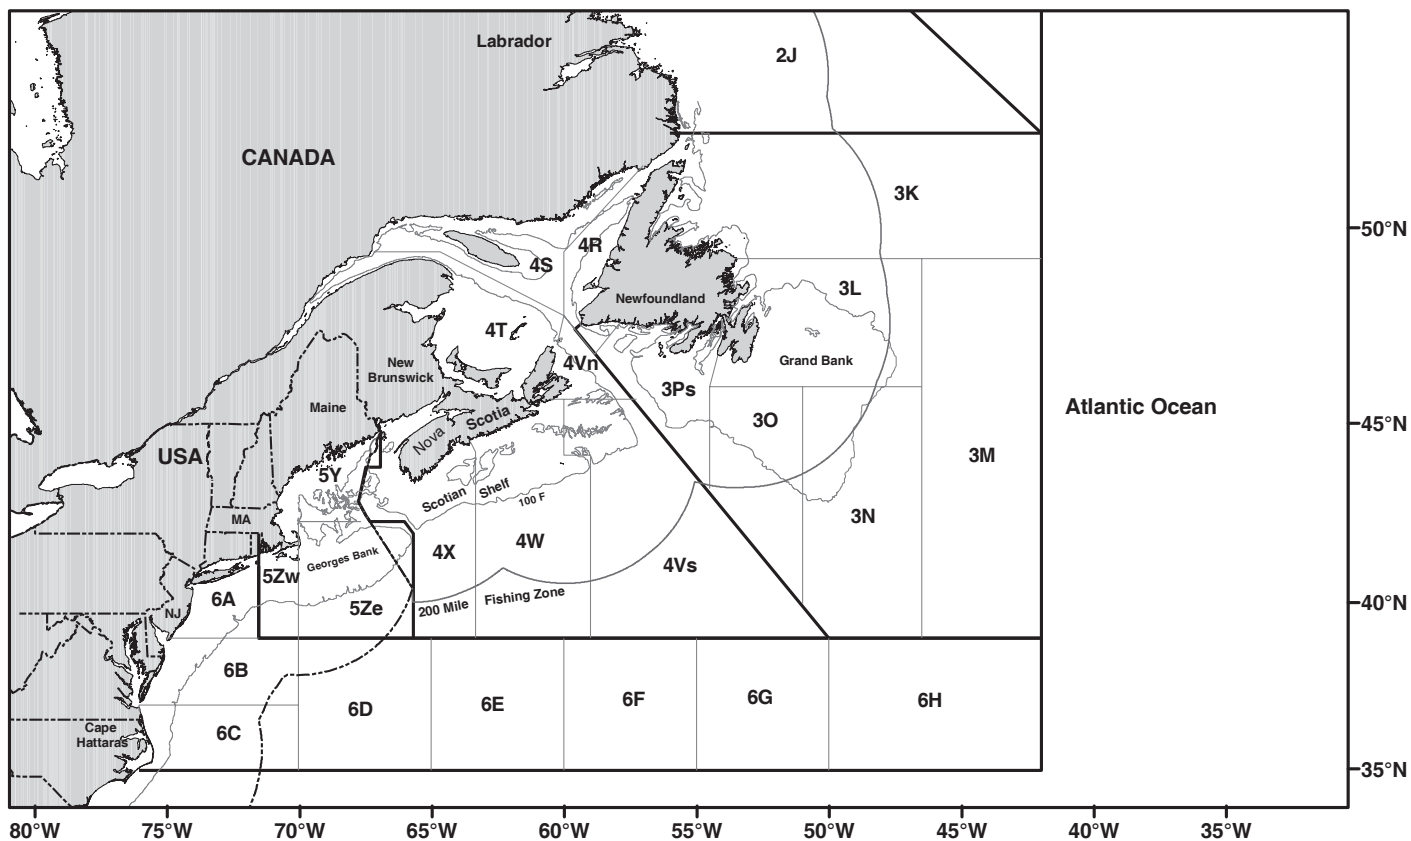 Labrador
2J
CANADA
3K
50°N
4R
4S
3L
Newfoundland
4T
Grand Bank
4Vn
New
Brunswick
3Ps
Maine
Atlantic Ocean
Nova Scotia
3O
45°N
USA
3M
5Y
Scotian Shelf
100 F
3N
MA
4W
4X
Georges Bank
4Vs
5Zw
6A
5Ze
200 Mile Fishing Zone
40°N
NJ
6B
6D
6E
6F
6G
6H
Cape
Hattaras
6C
35°N
80°W 75°W 70°W 65°W 60°W 55°W 50°W 45°W 40°W 35°W